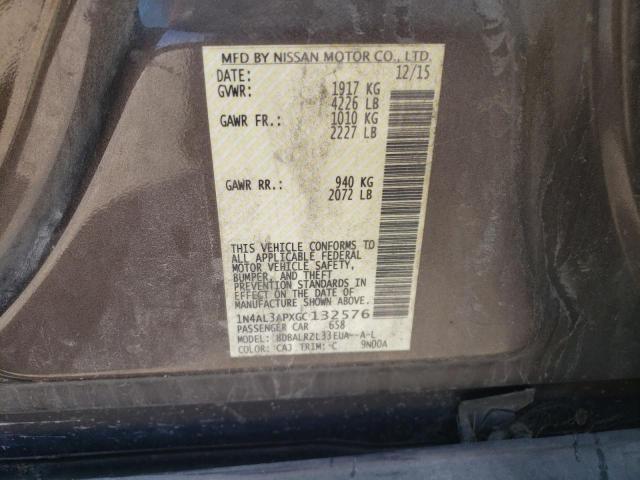 MFD BY NISSAN MOTOR CO., LTD.
DATE: 12/15
GVWR: 1917 KG
4226 LB
GAWR FR.: 1010 KG
2227 LB
GAWR RR.: 940 KG
2072 LB
THIS VEHICLE CONFORMS TO
ALL APPLICABLE FEDERAL
MOTOR VEHICLE SAFETY,
BUMPER, AND THEFT
PREVENTION STANDARDS
IN EFFECT ON THE DATE OF
MANUFACTURE SHOWN ABOVE.
1N4AL3APXGC132576
PASSENGER CAR 658
MODEL: BDBALRZL33EUA--A-L
COLOR: CAJ TRIM: C 9N00A